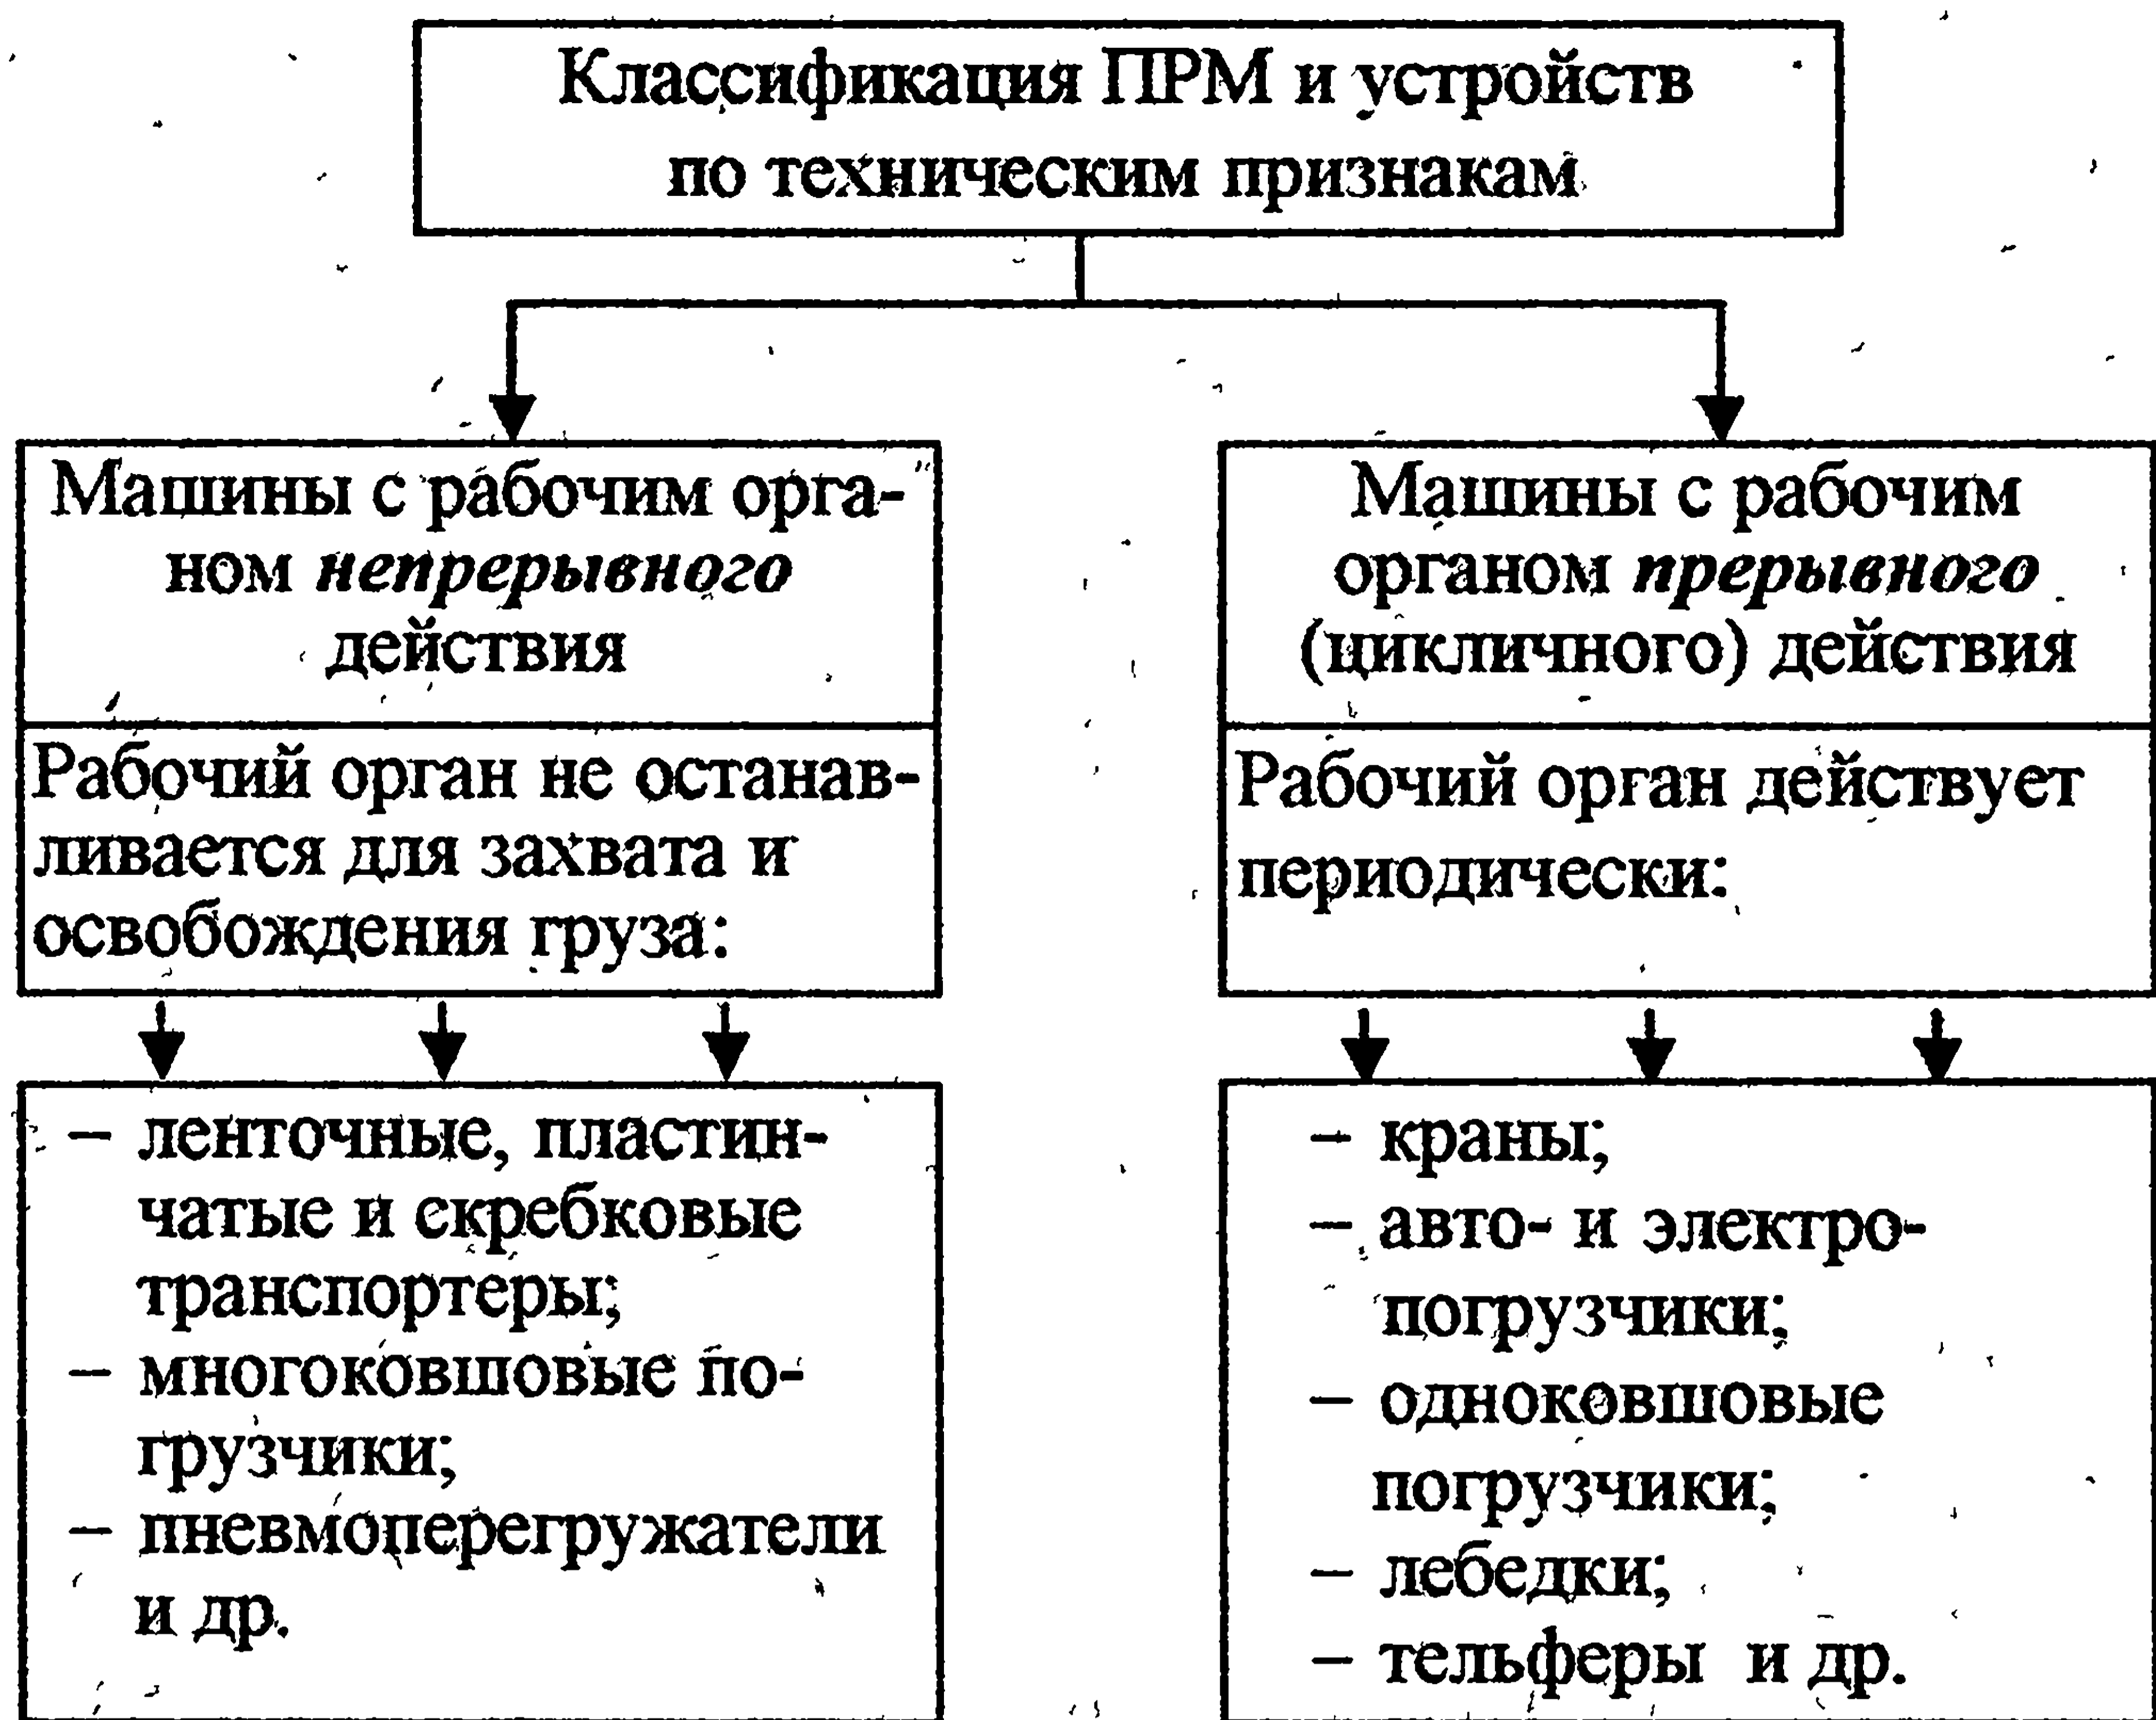 Классификация ПРМ и устройств
по техническим признакам
Машины с рабочим орга-
ном непрерывного
действия
Рабочий орган не останав-
ливается для захвата и
освобождения груза:
– ленточные, пластин-
чатые и скребковые
транспортеры;
– многоковшовые по-
грузчики;
– пневмоперегружатели
и др.
Машины с рабочим
органом прерывного
(цикличного) действия
Рабочий орган действует
периодически:
– краны;
– авто- и электро-
погрузчики;
– одноковшовые
погрузчики;
– лебедки;
– тельферы и др.